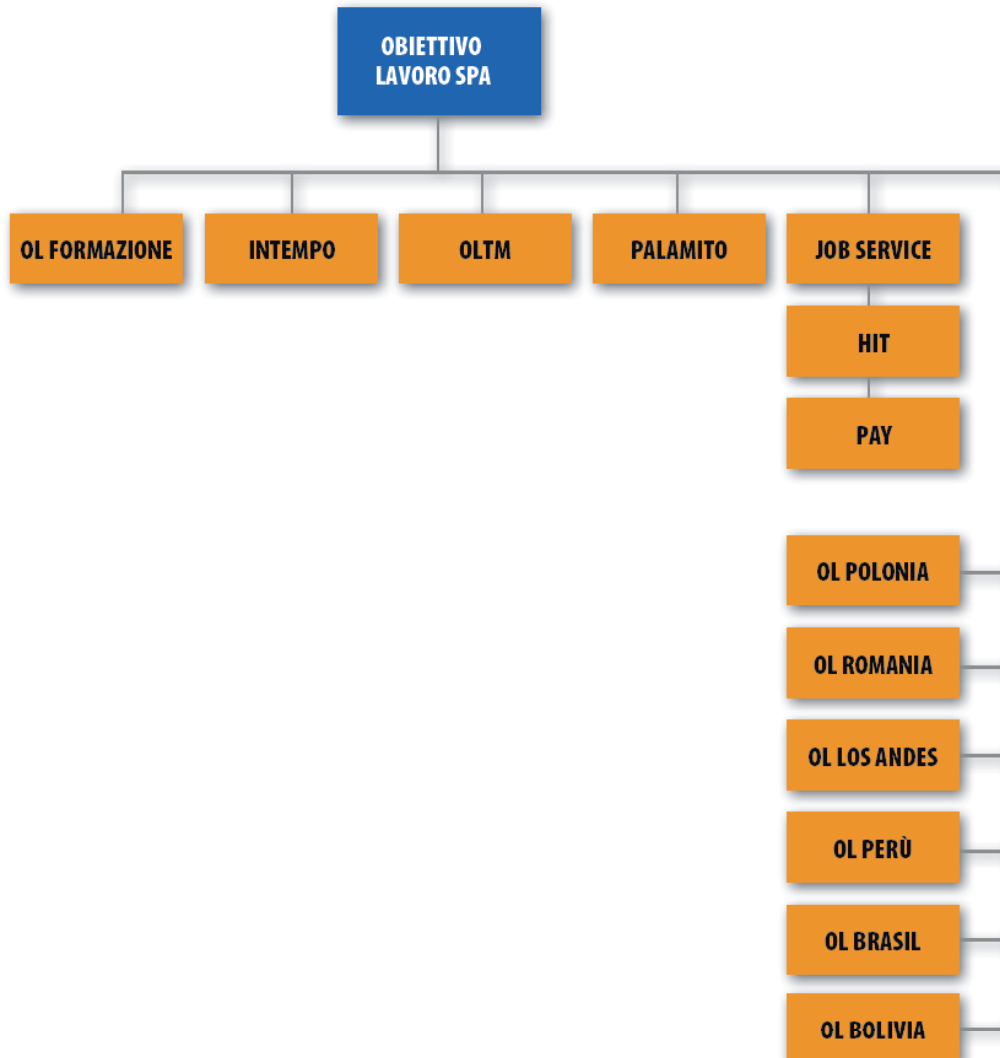 OBIETTIVO
LAVORO SPA
OL FORMAZIONE
INTEMPO
OLTM
PALAMITO
JOB SERVICE
HIT
PAY
OL POLONIA
OL ROMANIA
OL LOS ANDES
OL PERÙ
OL BRASIL
OL BOLIVIA